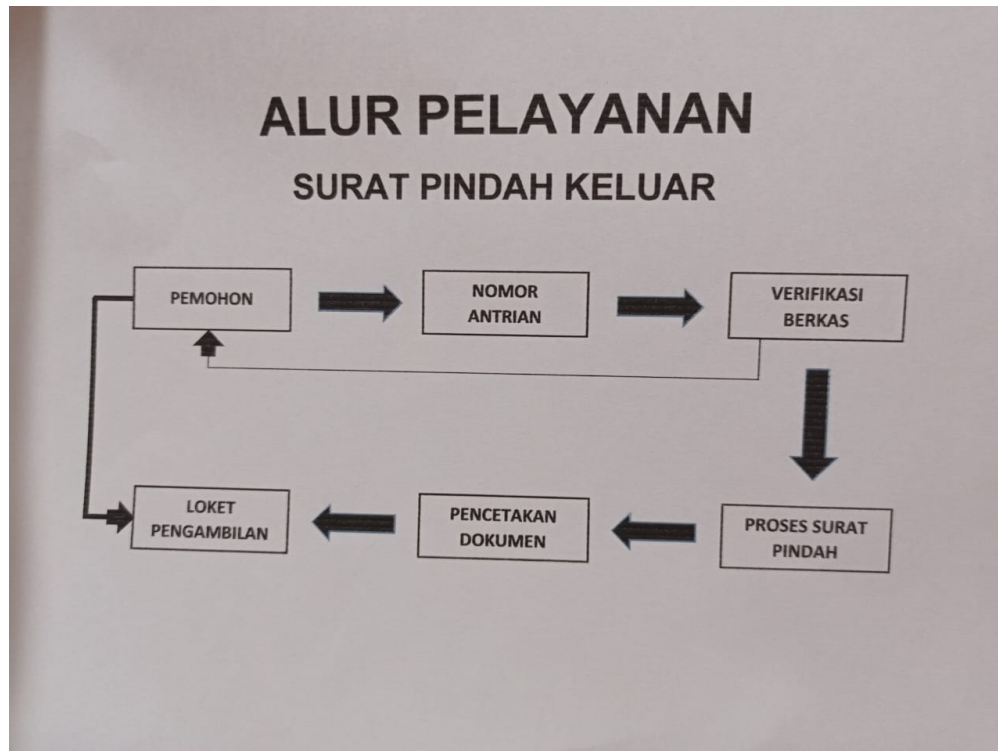 ALUR PELAYANAN
SURAT PINDAH KELUAR
PEMOHON
NOMOR
ANTRIAN
VERIFIKASI
BERKAS
PROSES SURAT
PINDAH
PENCETAKAN
DOKUMEN
LOKET
PENGAMBILAN